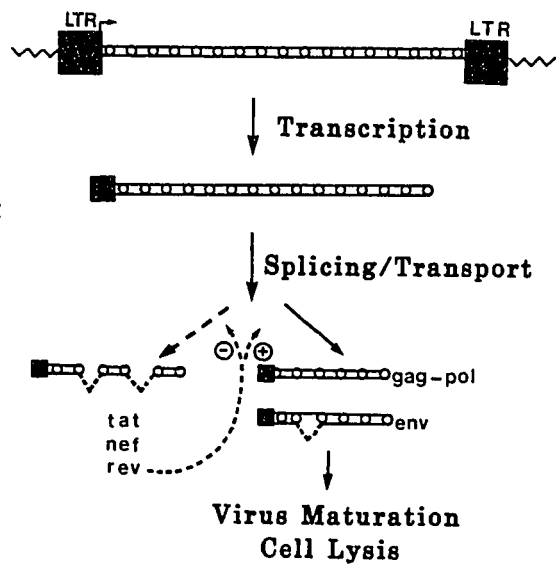 LTR LTR
Transcription
Splicing/Transport
− +
gag-pol
tat
env
nef
rev
Virus Maturation
Cell Lysis